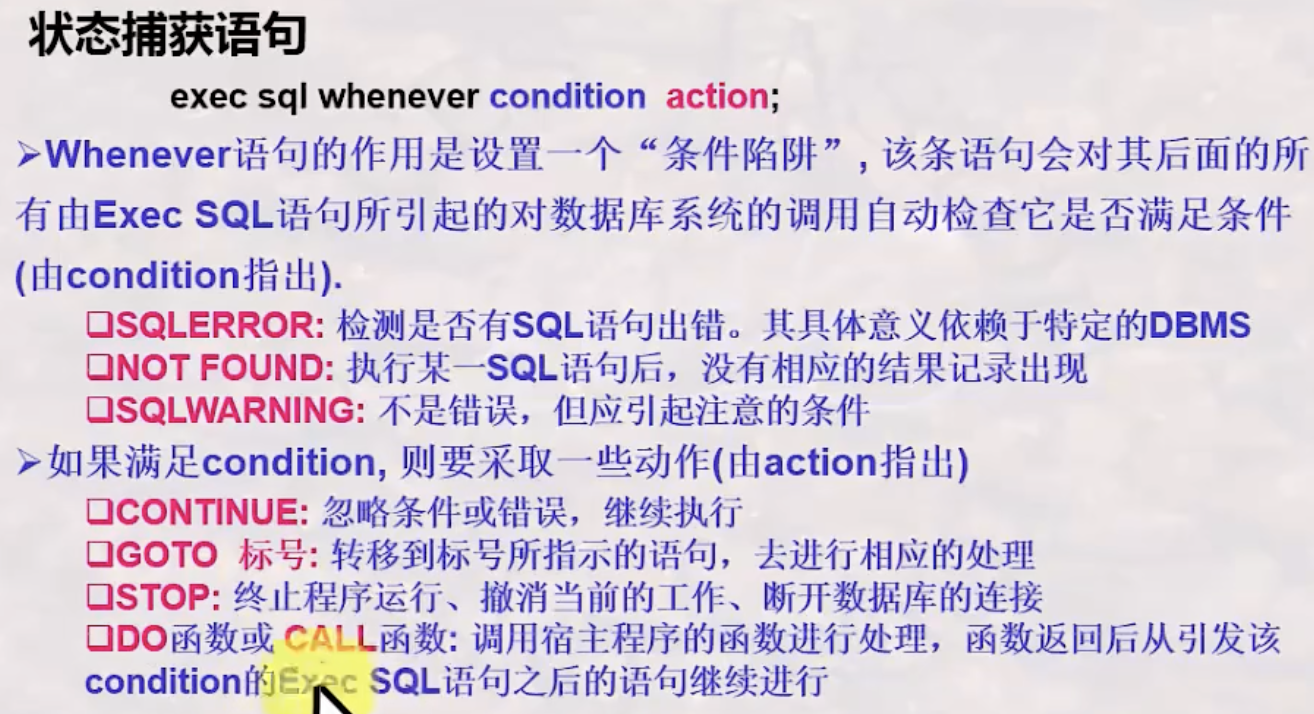 状态捕获语句
exec sql whenever condition action;
➢Whenever语句的作用是设置一个“条件陷阱”, 该条语句会对其后面的所
有由Exec SQL语句所引起的对数据库系统的调用自动检查它是否满足条件
(由condition指出).
❑SQLERROR: 检测是否有SQL语句出错。其具体意义依赖于特定的DBMS
❑NOT FOUND: 执行某一SQL语句后，没有相应的结果记录出现
❑SQLWARNING: 不是错误，但应引起注意的条件
➢如果满足condition, 则要采取一些动作(由action指出)
❑CONTINUE: 忽略条件或错误，继续执行
❑GOTO 标号: 转移到标号所指示的语句，去进行相应的处理
❑STOP: 终止程序运行、撤消当前的工作、断开数据库的连接
❑DO函数或 CALL函数: 调用宿主程序的函数进行处理，函数返回后从引发该
condition的Exec SQL语句之后的语句继续进行